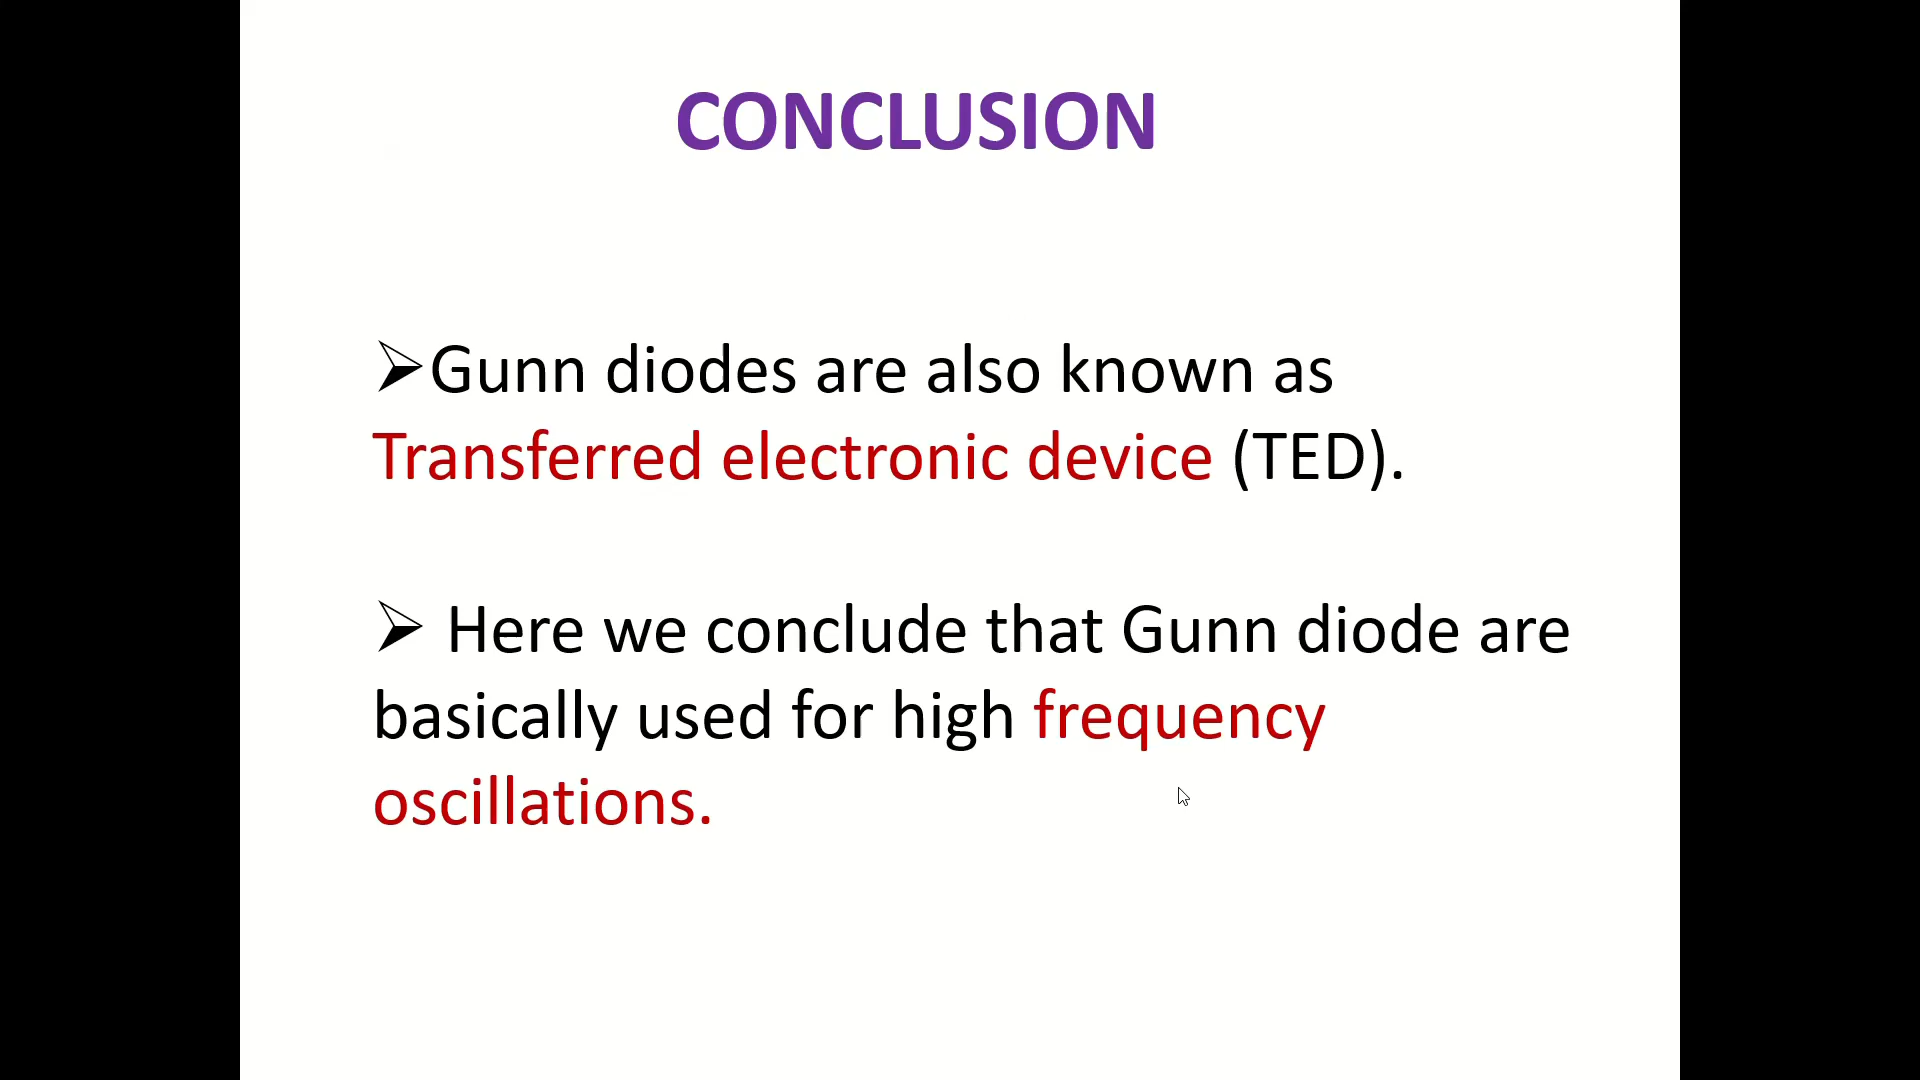 CONCLUSION
➢Gunn diodes are also known as
Transferred electronic device (TED).
➢ Here we conclude that Gunn diode are
basically used for high frequency
oscillations.